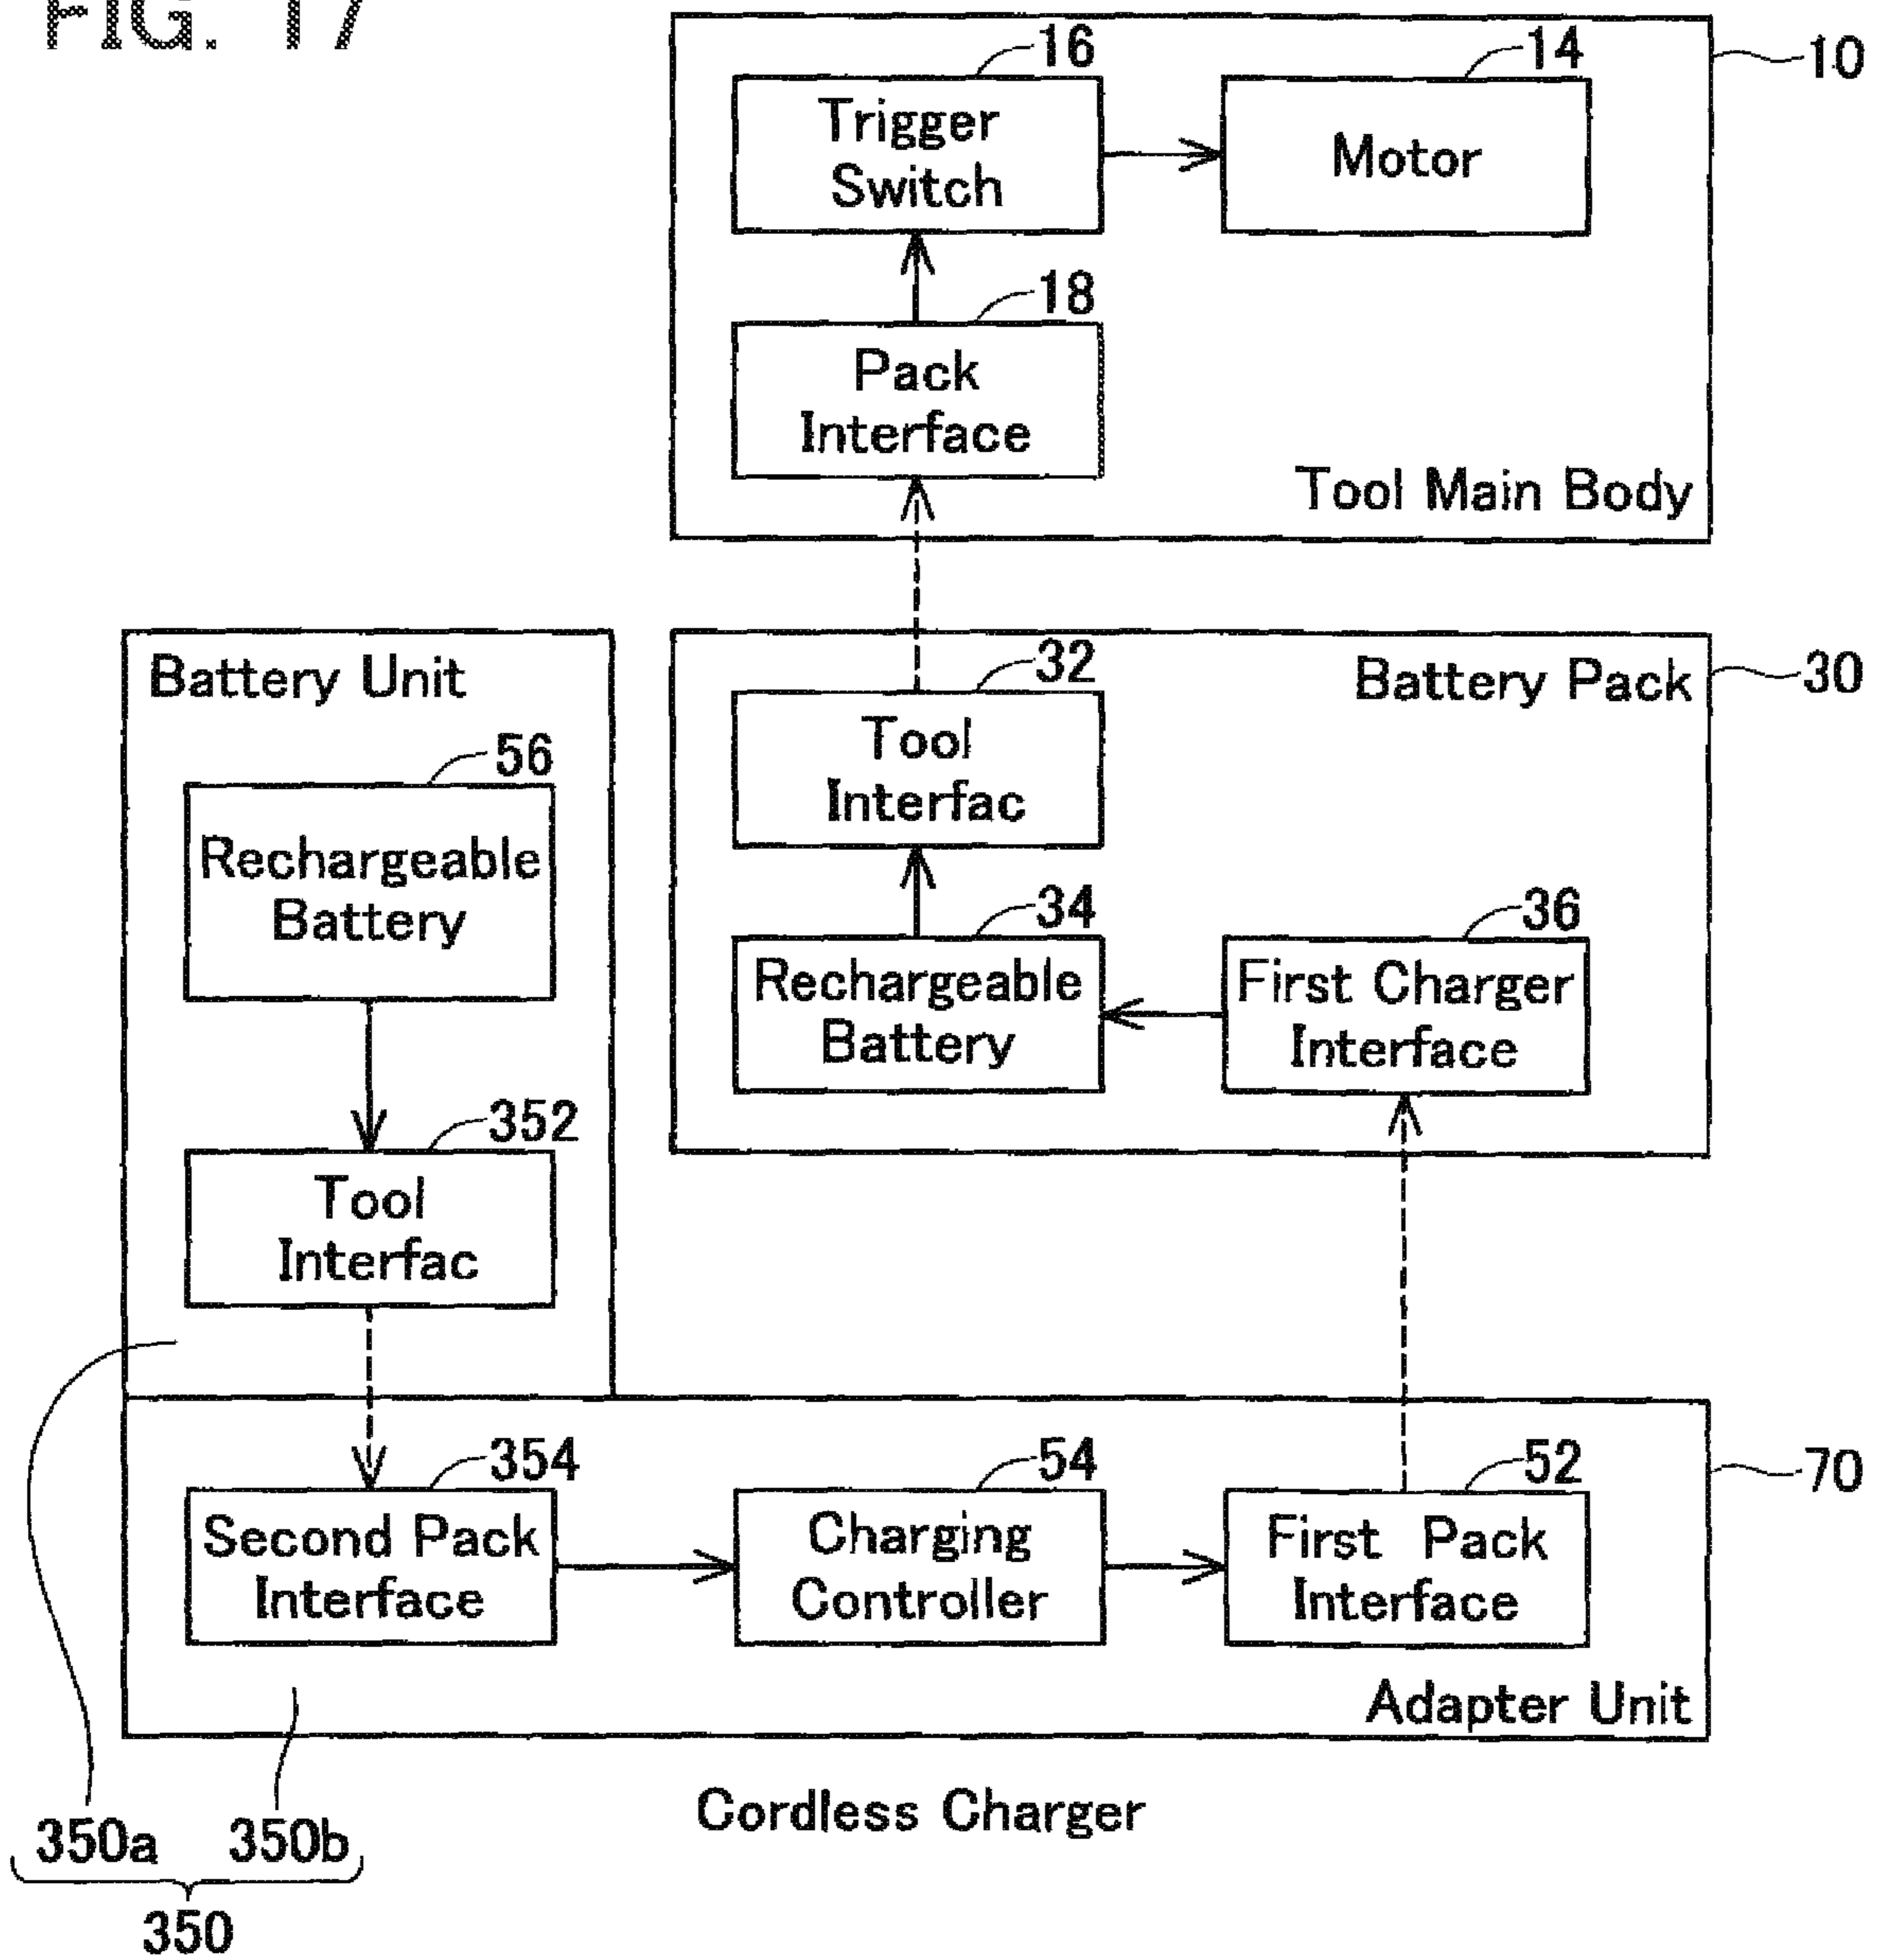 FIG. 17
16
14
10
Trigger
Switch
Motor
18
Pack
Interface
Tool Main Body
Battery Unit
32
Battery Pack
30
56
Tool
Interfac
Rechargeable
Battery
34
36
Rechargeable
Battery
First Charger
Interface
352
Tool
Interfac
354
54
52
70
Second Pack
Interface
Charging
Controller
First Pack
Interface
Adapter Unit
Cordless Charger
350a 350b
350